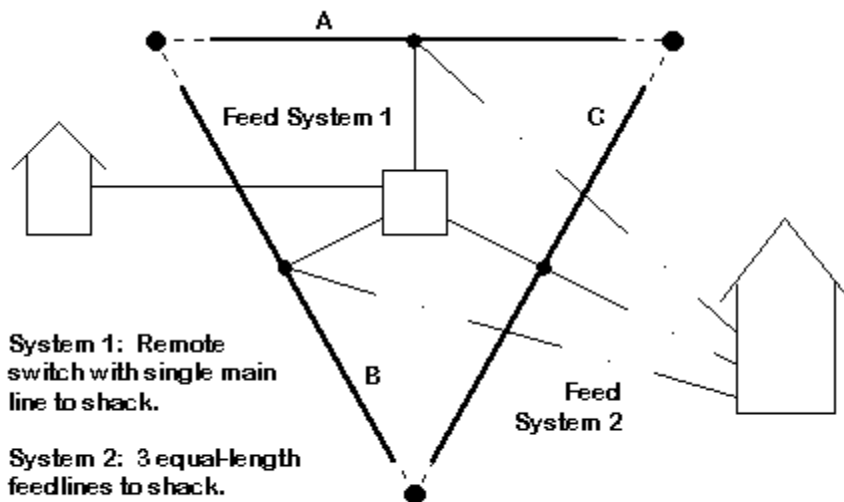 A
Feed System 1
C
System 1: Remote
switch with single main
line to shack.
B
Feed
System 2
System 2: 3 equal-length
feedlines to shack.